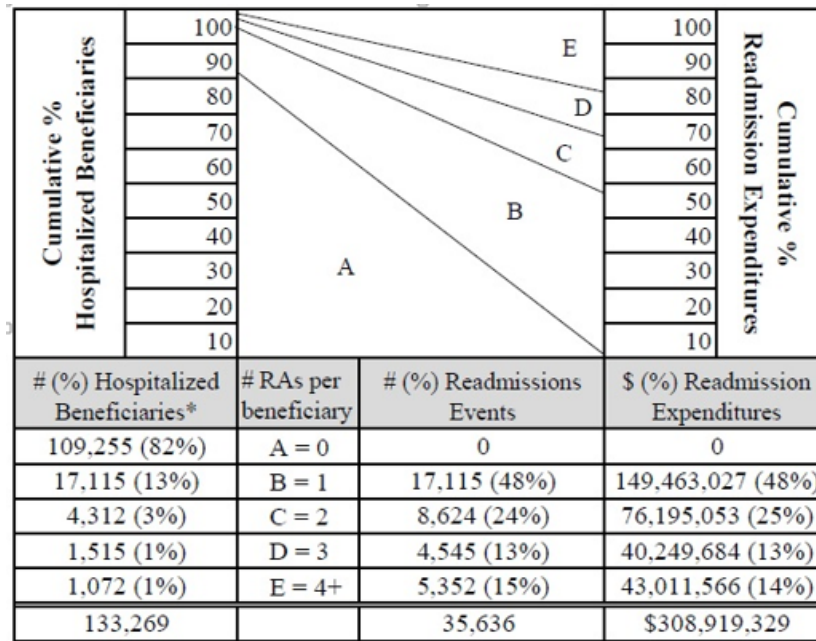 Cumulative %
Hospitalized Beneficiaries
100
90
80
70
60
50
40
30
20
10
E
D
C
B
A
100
90
80
70
60
50
40
30
20
10
Cumulative %
Readmission Expenditures
# (%) Hospitalized Beneficiaries* # RAs per beneficiary # (%) Readmissions Events $ (%) Readmission Expenditures
109,255 (82%) A = 0 0 0
17,115 (13%) B = 1 17,115 (48%) 149,463,027 (48%)
4,312 (3%) C = 2 8,624 (24%) 76,195,053 (25%)
1,515 (1%) D = 3 4,545 (13%) 40,249,684 (13%)
1,072 (1%) E = 4+ 5,352 (15%) 43,011,566 (14%)
133,269 35,636 $308,919,329